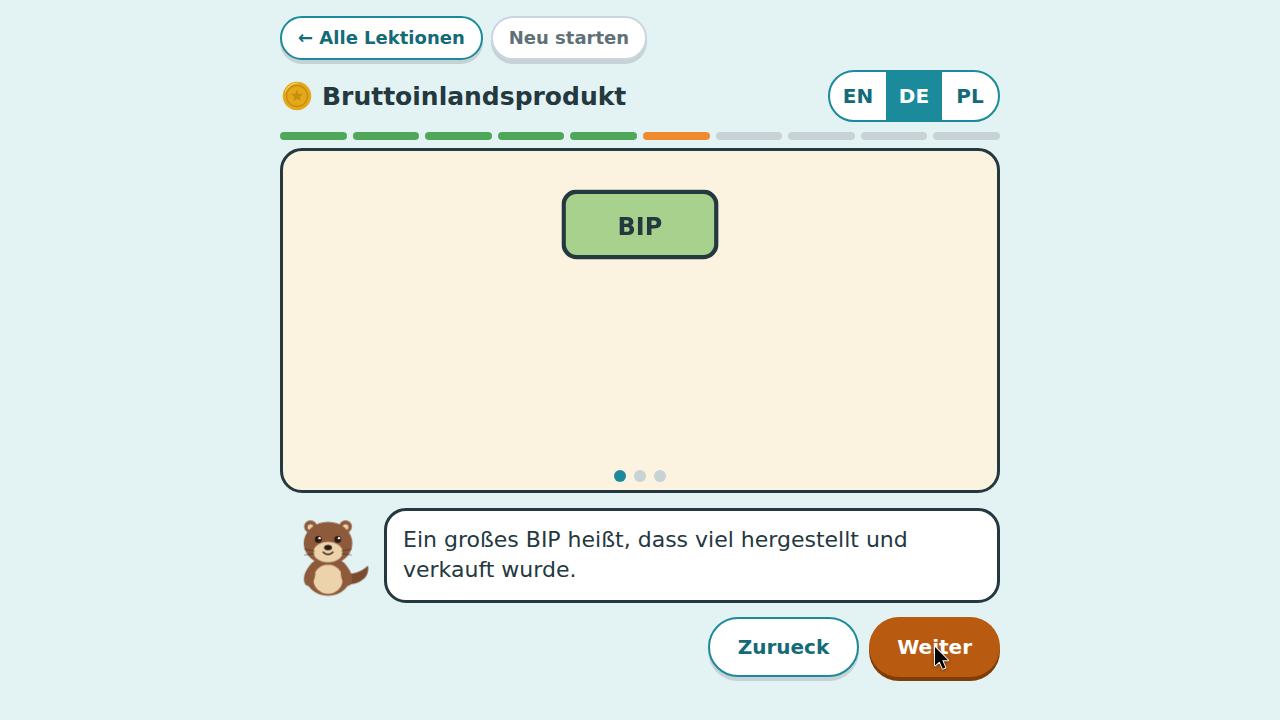 ← Alle Lektionen
Neu starten
Bruttoinlandsprodukt
EN DE PL
BIP
Ein großes BIP heißt, dass viel hergestellt und
verkauft wurde.
Zurueck
Weiter